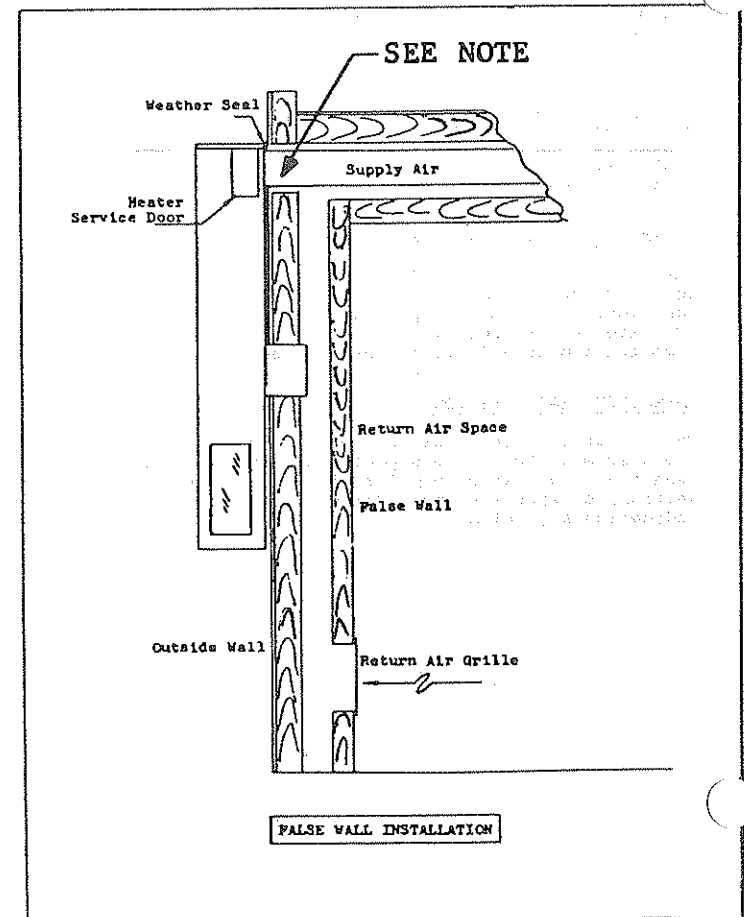 SEE NOTE
Weather Seal
Supply Air
Heater
Service Door
Return Air Space
False Wall
Outside Wall
Return Air Grille
FALSE WALL INSTALLATION